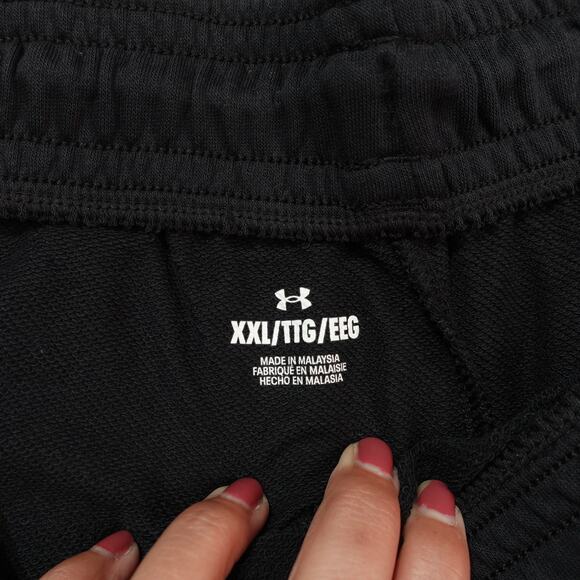 XXL/TTG/EEG
MADE IN MALAYSIA
FABRIQUÉ EN MALAISIE
HECHO EN MALASIA